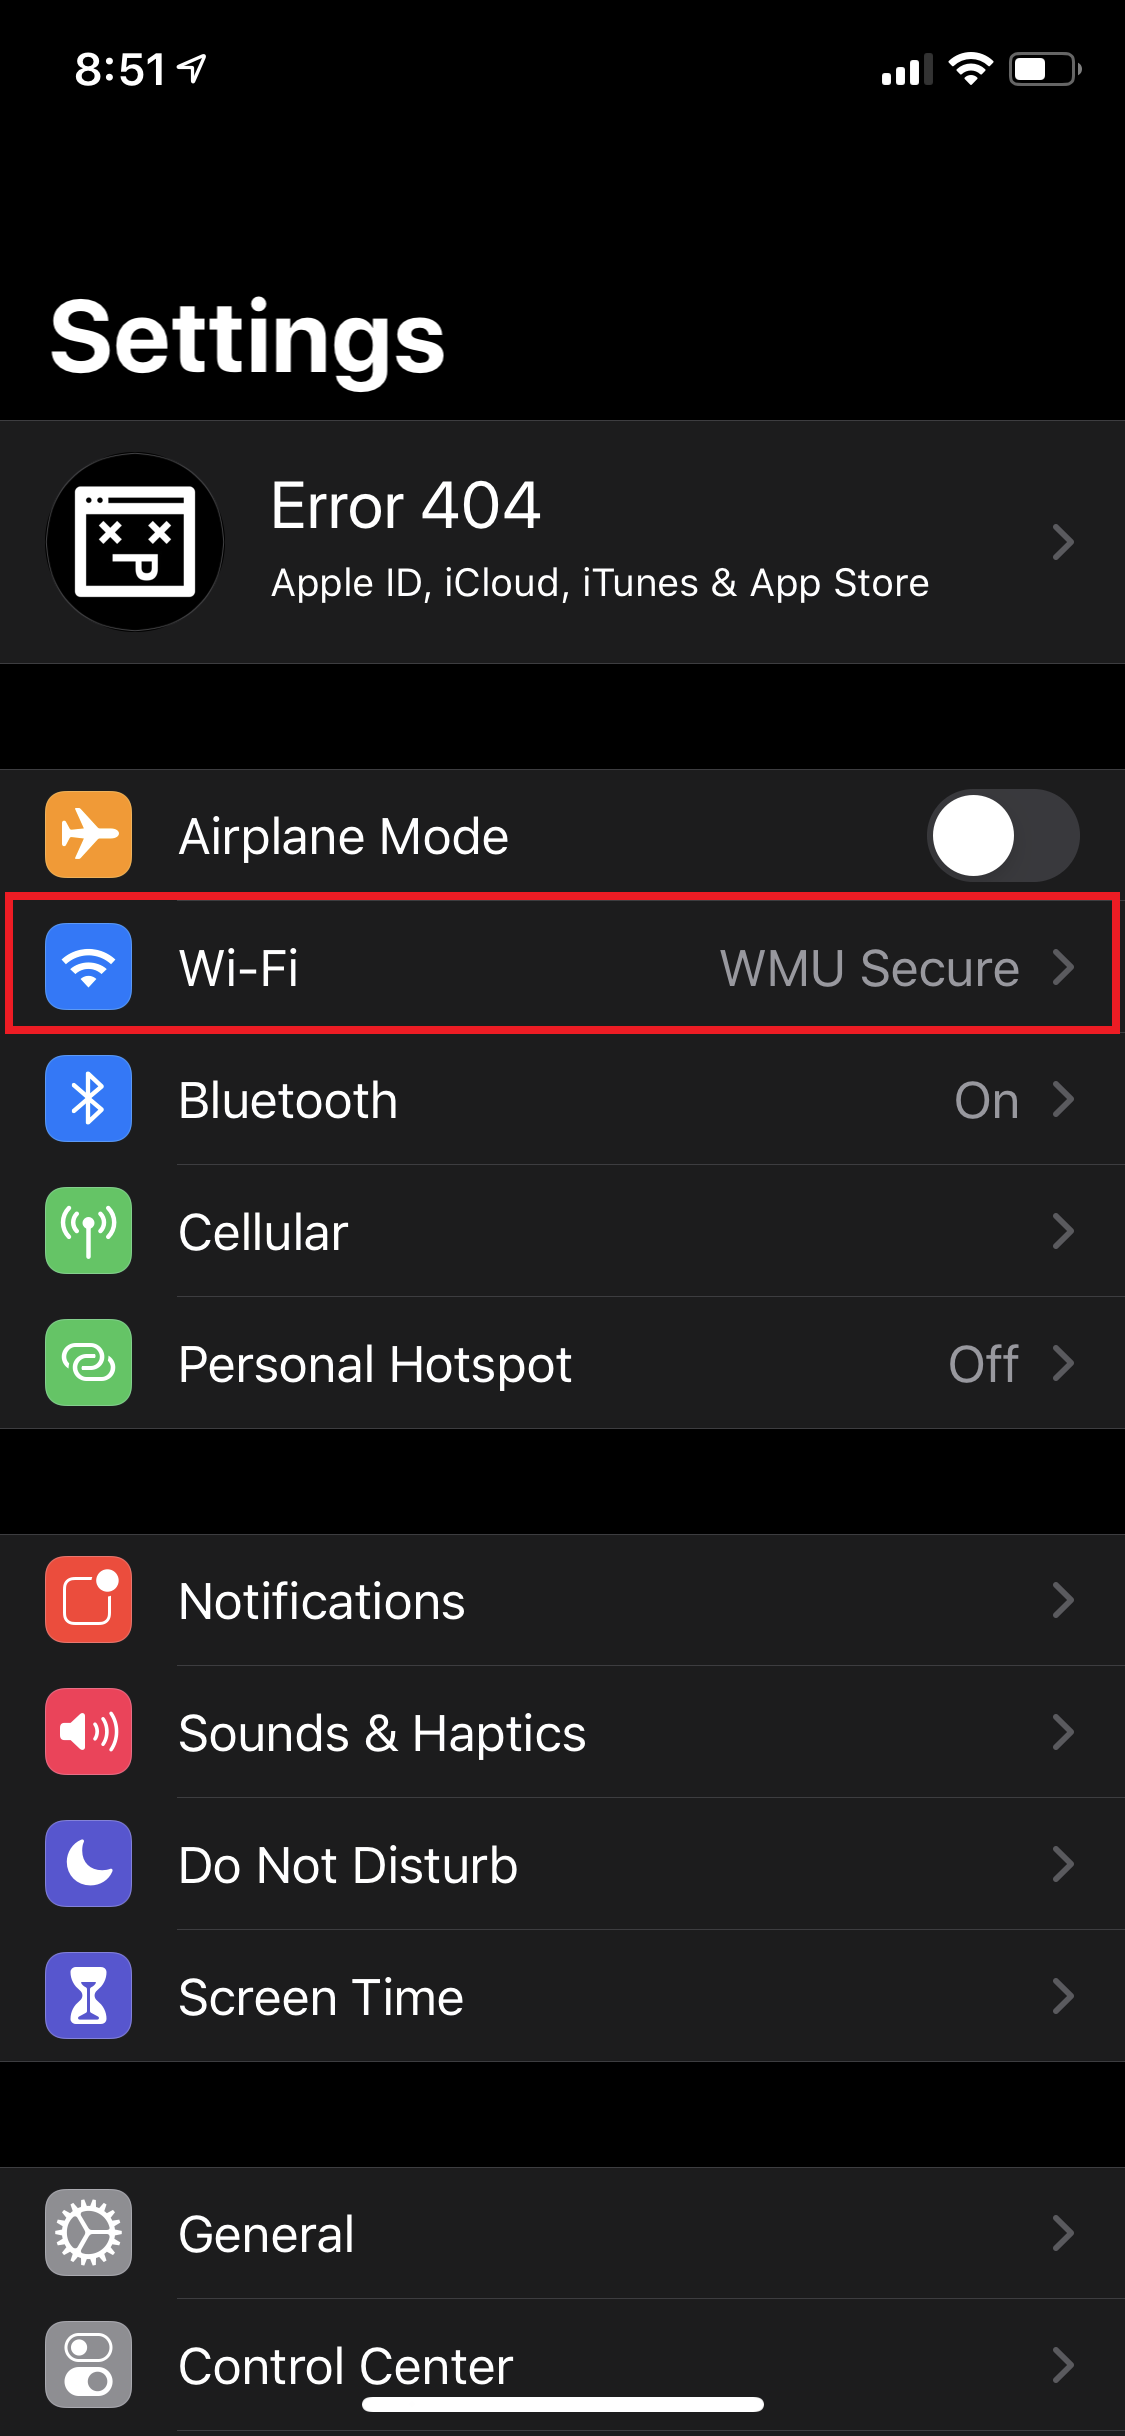 8:51
Settings
Error 404
Apple ID, iCloud, iTunes & App Store
Airplane Mode
Wi-Fi WMU Secure
Bluetooth On
Cellular
Personal Hotspot Off
Notifications
Sounds & Haptics
Do Not Disturb
Screen Time
General
Control Center